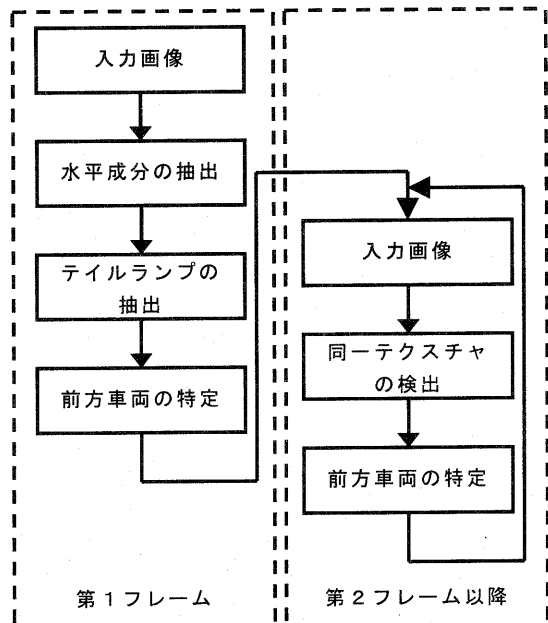 入力画像
水平成分の抽出
テイルランプの
抽出
前方車両の特定
第１フレーム
入力画像
同一テクスチャ
の検出
前方車両の特定
第２フレーム以降